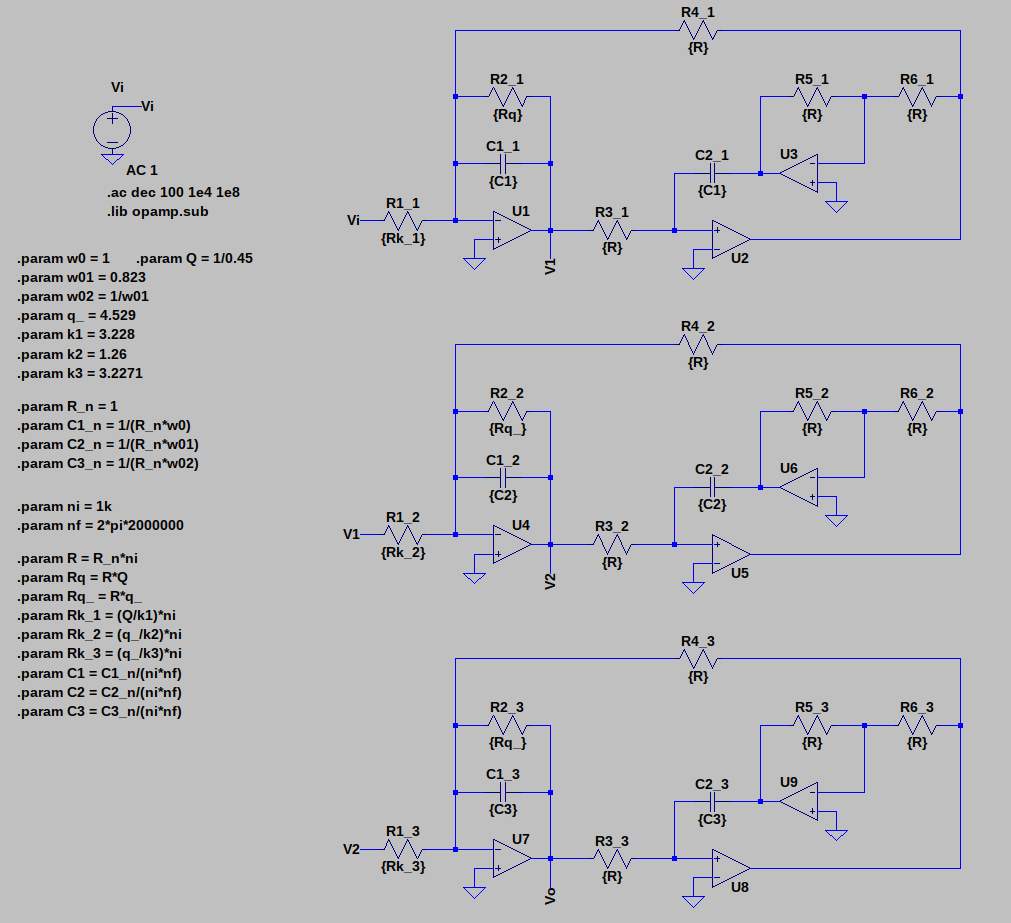 Vi
Vi
AC 1
.ac dec 100 1e4 1e8
.lib opamp.sub
.param w0 = 1 .param Q = 1/0.45
.param w01 = 0.823
.param w02 = 1/w01
.param q_ = 4.529
.param k1 = 3.228
.param k2 = 1.26
.param k3 = 3.2271
.param R_n = 1
.param C1_n = 1/(R_n*w0)
.param C2_n = 1/(R_n*w01)
.param C3_n = 1/(R_n*w02)
.param ni = 1k
.param nf = 2*pi*2000000
.param R = R_n*ni
.param Rq = R*Q
.param Rq_ = R*q_
.param Rk_1 = (Q/k1)*ni
.param Rk_2 = (q_/k2)*ni
.param Rk_3 = (q_/k3)*ni
.param C1 = C1_n/(ni*nf)
.param C2 = C2_n/(ni*nf)
.param C3 = C3_n/(ni*nf)
R4_1
{R}
R2_1
{Rq}
R5_1
{R}
R6_1
{R}
C1_1
{C1}
C2_1
{C1}
U3
Vi
R1_1
{Rk_1}
U1
R3_1
{R}
V1
U2
R4_2
{R}
R2_2
{Rq_}
R5_2
{R}
R6_2
{R}
C1_2
{C2}
C2_2
{C2}
U6
V1
R1_2
{Rk_2}
U4
R3_2
{R}
V2
U5
R4_3
{R}
R2_3
{Rq_}
R5_3
{R}
R6_3
{R}
C1_3
{C3}
C2_3
{C3}
U9
V2
R1_3
{Rk_3}
U7
R3_3
{R}
Vo
U8